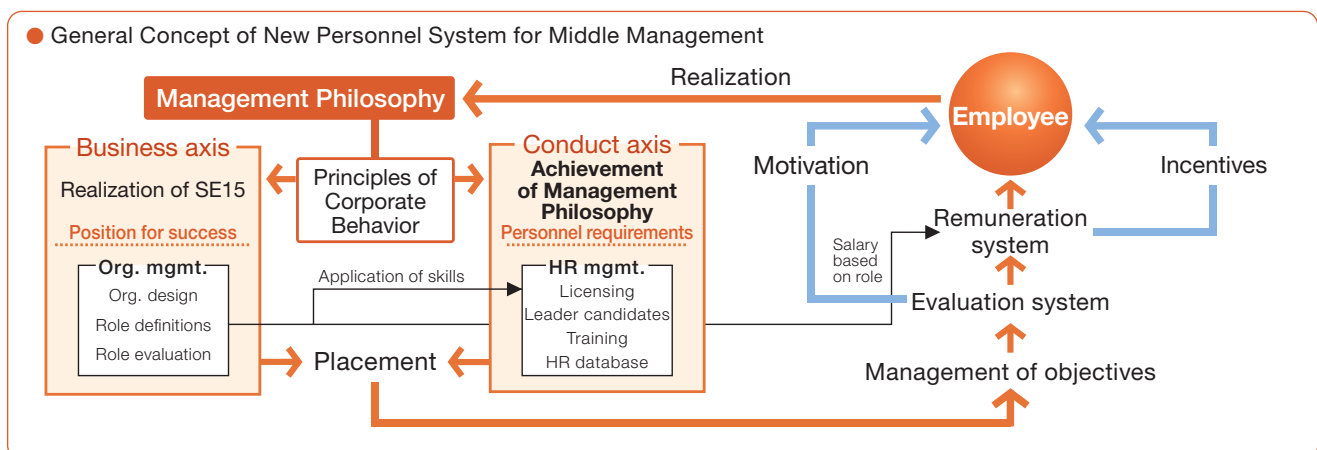 General Concept of New Personnel System for Middle Management
Realization
Management Philosophy
Employee
Business axis
Realization of SE15
Position for success
Org. mgmt.
Org. design
Role definitions
Role evaluation
Principles of
Corporate
Behavior
Conduct axis
Achievement
of Management
Philosophy
Personnel requirements
Application of skills
HR mgmt.
Licensing
Leader candidates
Training
HR database
Placement
Motivation
Incentives
Salary
based
on role
Remuneration
system
Evaluation system
Management of objectives